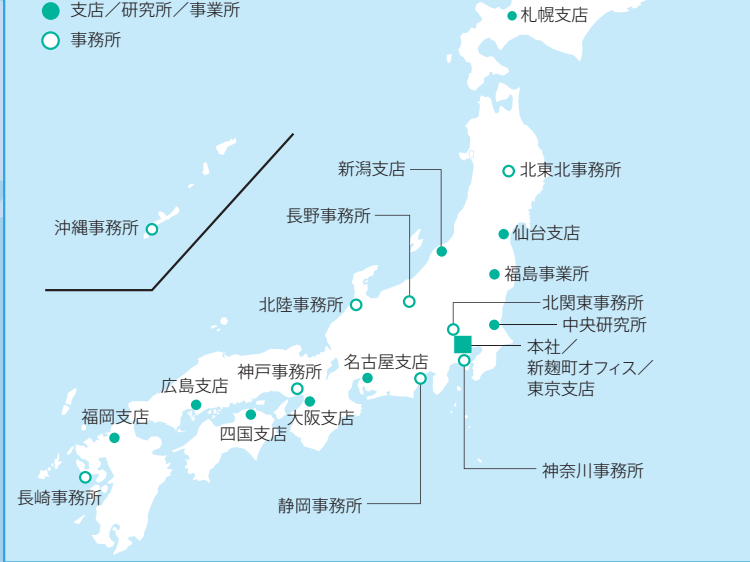 支店／研究所／事業所
事務所
札幌支店
新潟支店
北東北事務所
長野事務所
沖縄事務所
仙台支店
福島事業所
北陸事務所
北関東事務所
中央研究所
本社／
新麹町オフィス／
東京支店
名古屋支店
神戸事務所
広島支店
福岡支店
大阪支店
四国支店
神奈川事務所
長崎事務所
静岡事務所